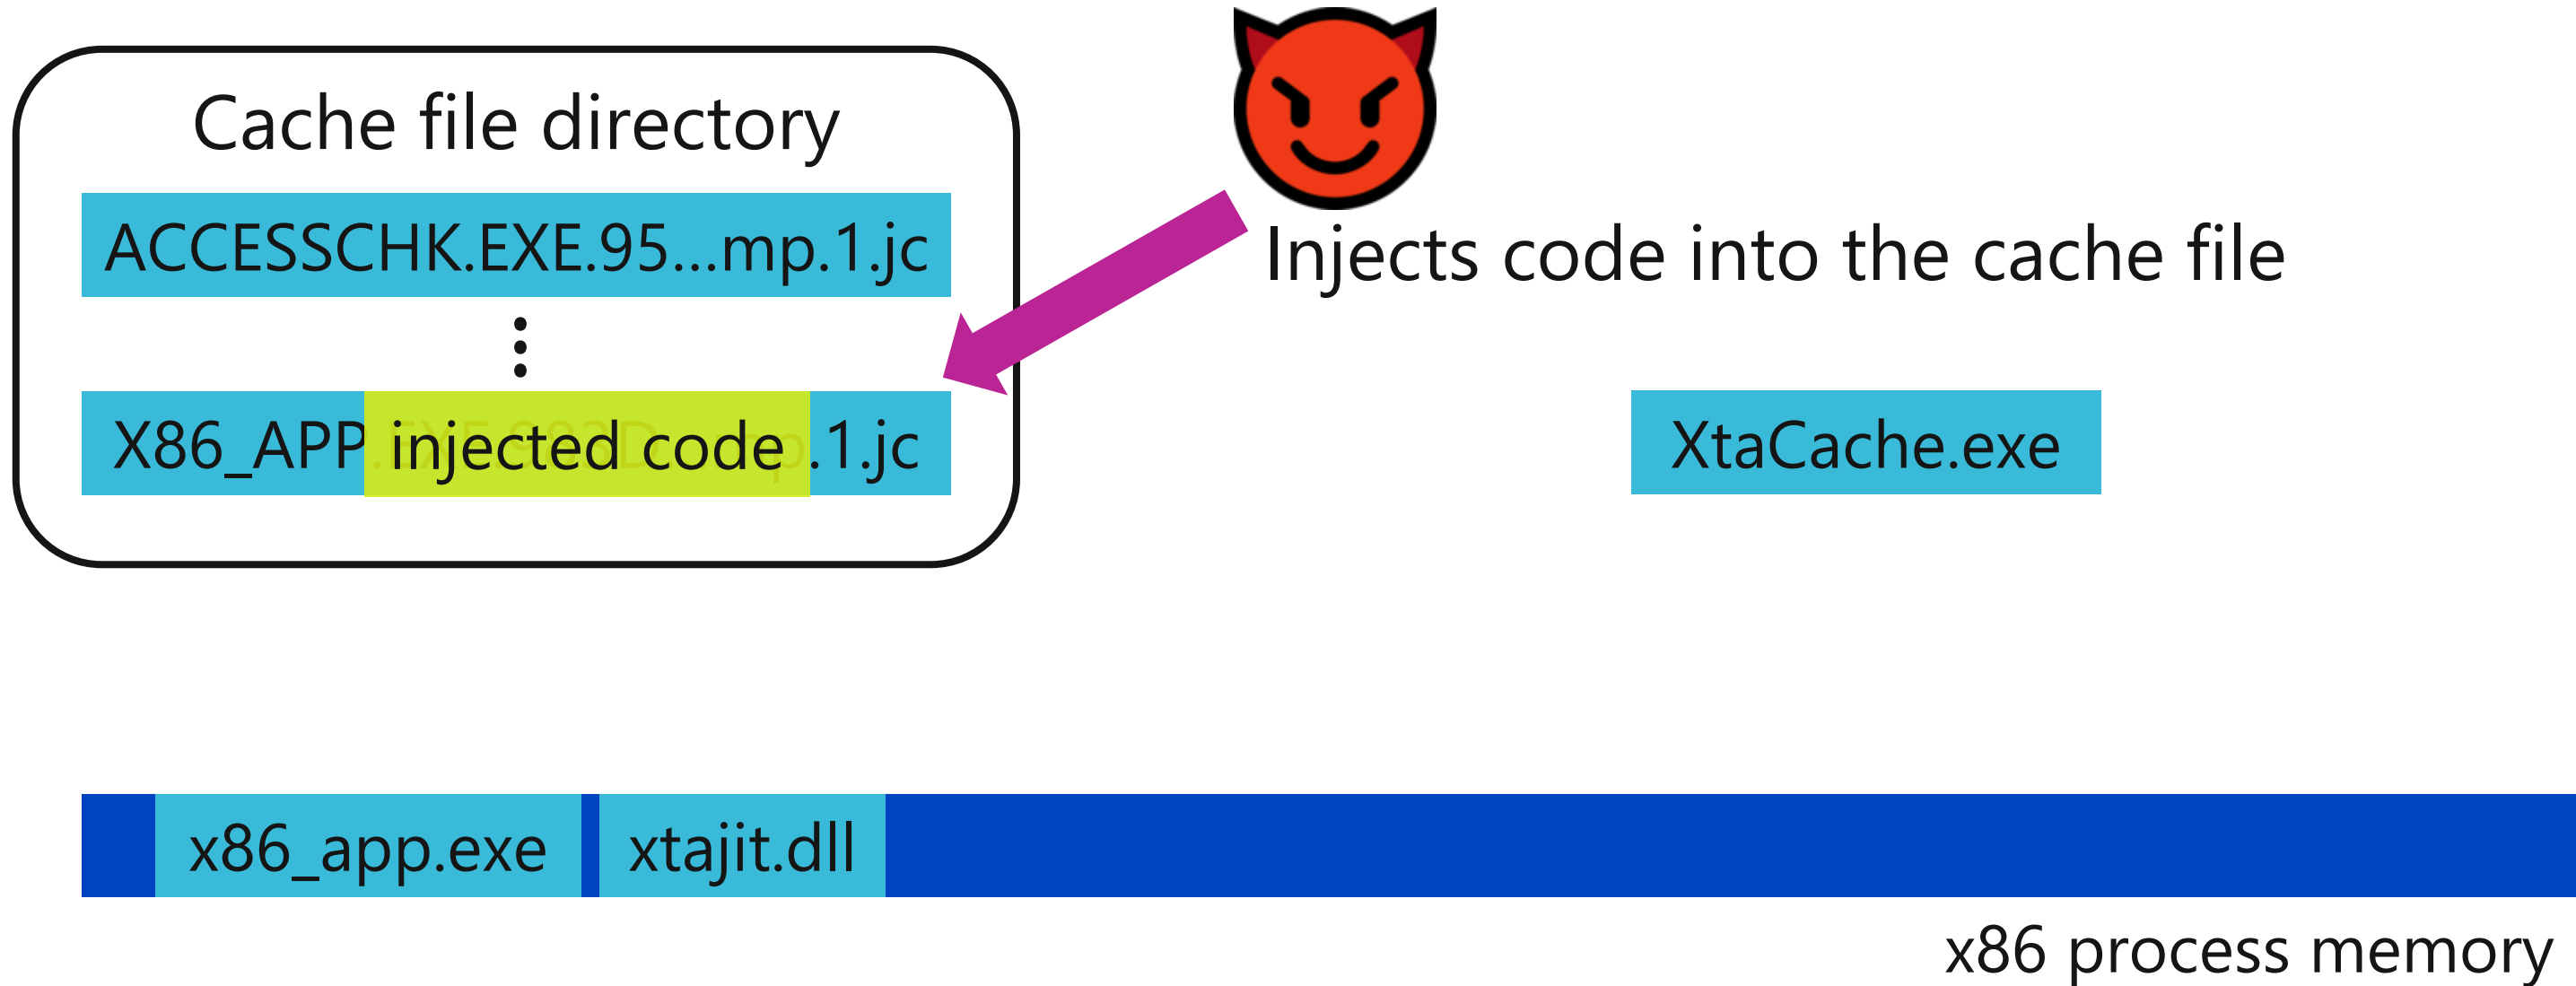 Cache file directory
ACCESSCHK.EXE.95...mp.1.jc
Injects code into the cache file
X86_APP injected code .1.jc
XtaCache.exe
x86_app.exe
xtajit.dll
x86 process memory